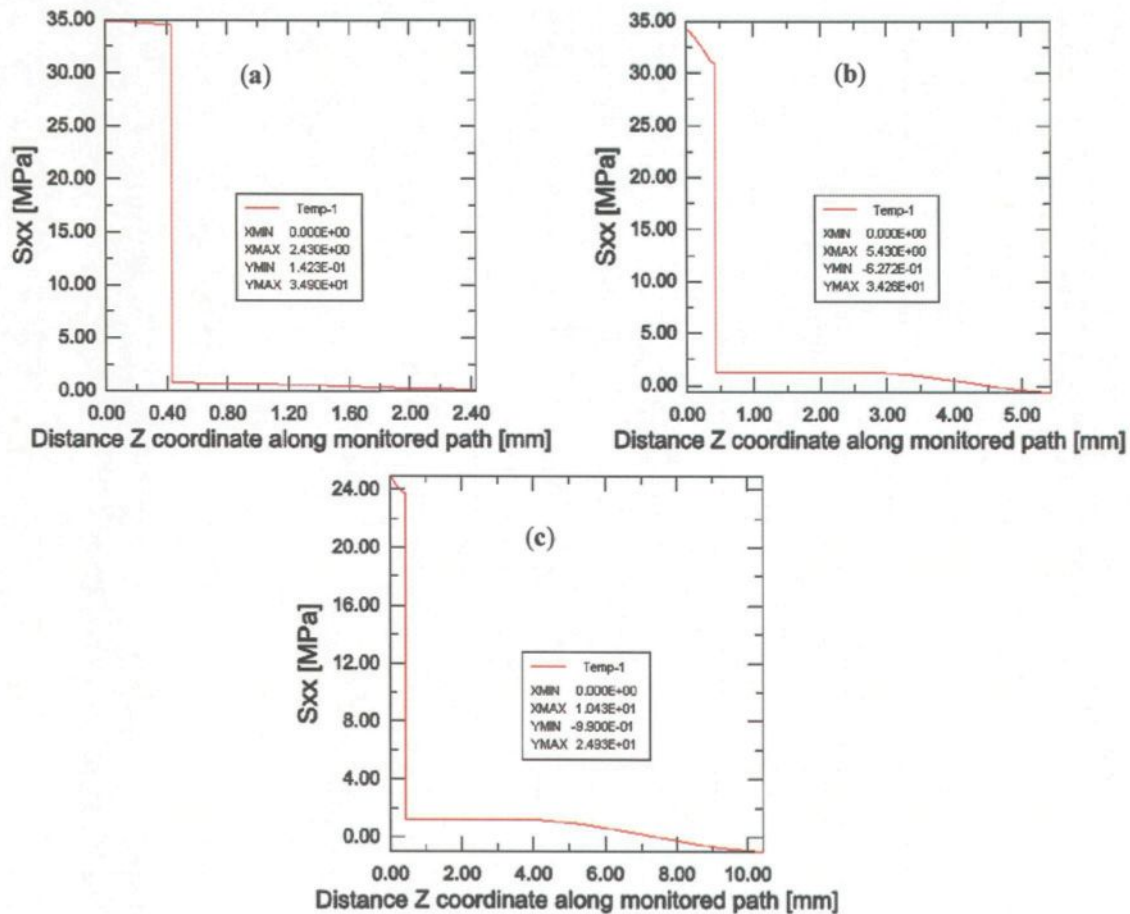 35.00
30.00
25.00
20.00
15.00
10.00
5.00
0.00
Sxx [MPa]
(a)
Temp-1
XMIN 0.000E+00
XMAX 2.430E+00
YMIN 1.423E-01
YMAX 3.490E+01
0.00 0.40 0.80 1.20 1.60 2.00 2.40
Distance Z coordinate along monitored path [mm]
35.00
30.00
25.00
20.00
15.00
10.00
5.00
0.00
Sxx [MPa]
(b)
Temp-1
XMIN 0.000E+00
XMAX 5.430E+00
YMIN -6.272E-01
YMAX 3.426E+01
0.00 1.00 2.00 3.00 4.00 5.00
Distance Z coordinate along monitored path [mm]
24.00
20.00
16.00
12.00
8.00
4.00
0.00
Sxx [MPa]
(c)
Temp-1
XMIN 0.000E+00
XMAX 1.043E+01
YMIN -9.900E-01
YMAX 2.493E+01
0.00 2.00 4.00 6.00 8.00 10.00
Distance Z coordinate along monitored path [mm]